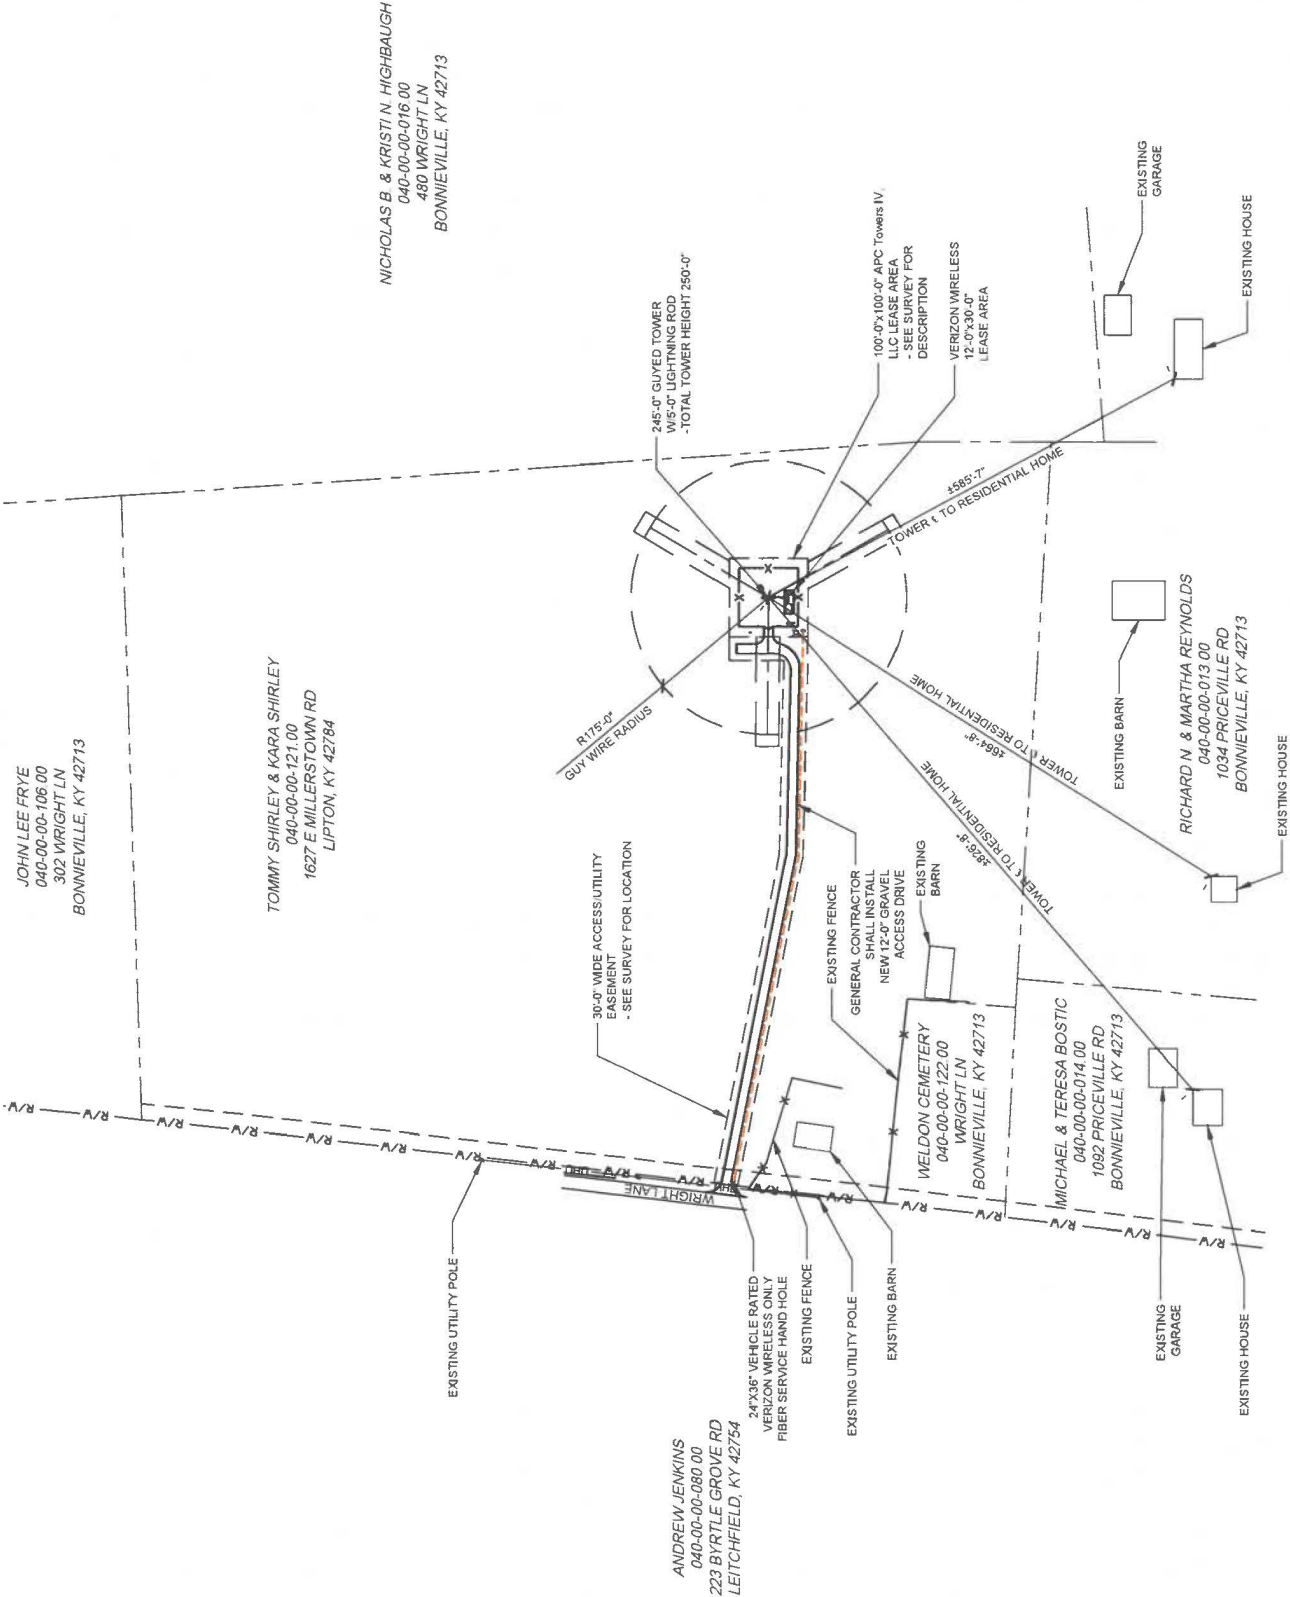 JOHN LEE FRYE
040-00-00-106.00
302 WRIGHT LN
BONNIEVILLE, KY 42713
NICHOLAS B. & KRISTI N. HIGHBAUGH
040-00-00-016.00
480 WRIGHT LN
BONNIEVILLE, KY 42713
TOMMY SHIRLEY & KARA SHIRLEY
040-00-00-121.00
1627 E MILLERSTOWN RD
LIPTON, KY 42784
R175'-0"
GUY WIRE RADIUS
245'-0" GUYED TOWER
W/5'-0" LIGHTNING ROD
-TOTAL TOWER HEIGHT 250'-0"
100'-0"x100'-0" APC Towers IV,
LLC LEASE AREA
- SEE SURVEY FOR
DESCRIPTION
VERIZON WIRELESS
12'-0"x30'-0"
LEASE AREA
30'-0" WIDE ACCESS/UTILITY
EASEMENT
- SEE SURVEY FOR LOCATION
EXISTING FENCE
GENERAL CONTRACTOR
SHALL INSTALL
NEW 12'-0" GRAVEL
ACCESS DRIVE
EXISTING
BARN
±585'-7"
TOWER ℄ TO RESIDENTIAL HOME
±664'-8"
TOWER ℄ TO RESIDENTIAL HOME
±826'-8"
TOWER ℄ TO RESIDENTIAL HOME
EXISTING
GARAGE
EXISTING HOUSE
EXISTING BARN
RICHARD N. & MARTHA REYNOLDS
040-00-00-013.00
1034 PRICEVILLE RD
BONNIEVILLE, KY 42713
EXISTING HOUSE
WELDON CEMETERY
040-00-00-122.00
WRIGHT LN
BONNIEVILLE, KY 42713
MICHAEL & TERESA BOSTIC
040-00-00-014.00
1092 PRICEVILLE RD
BONNIEVILLE, KY 42713
R/W R/W R/W R/W R/W R/W R/W R/W R/W R/W R/W R/W R/W R/W R/W R/W
OHU
OHU
WRIGHT LANE
EXISTING UTILITY POLE
24"X36" VEHICLE RATED
VERIZON WIRELESS ONLY
FIBER SERVICE HAND HOLE
EXISTING FENCE
EXISTING UTILITY POLE
EXISTING BARN
EXISTING
GARAGE
EXISTING HOUSE
ANDREW JENKINS
040-00-00-080.00
223 BYRTLE GROVE RD
LEITCHFIELD, KY 42754